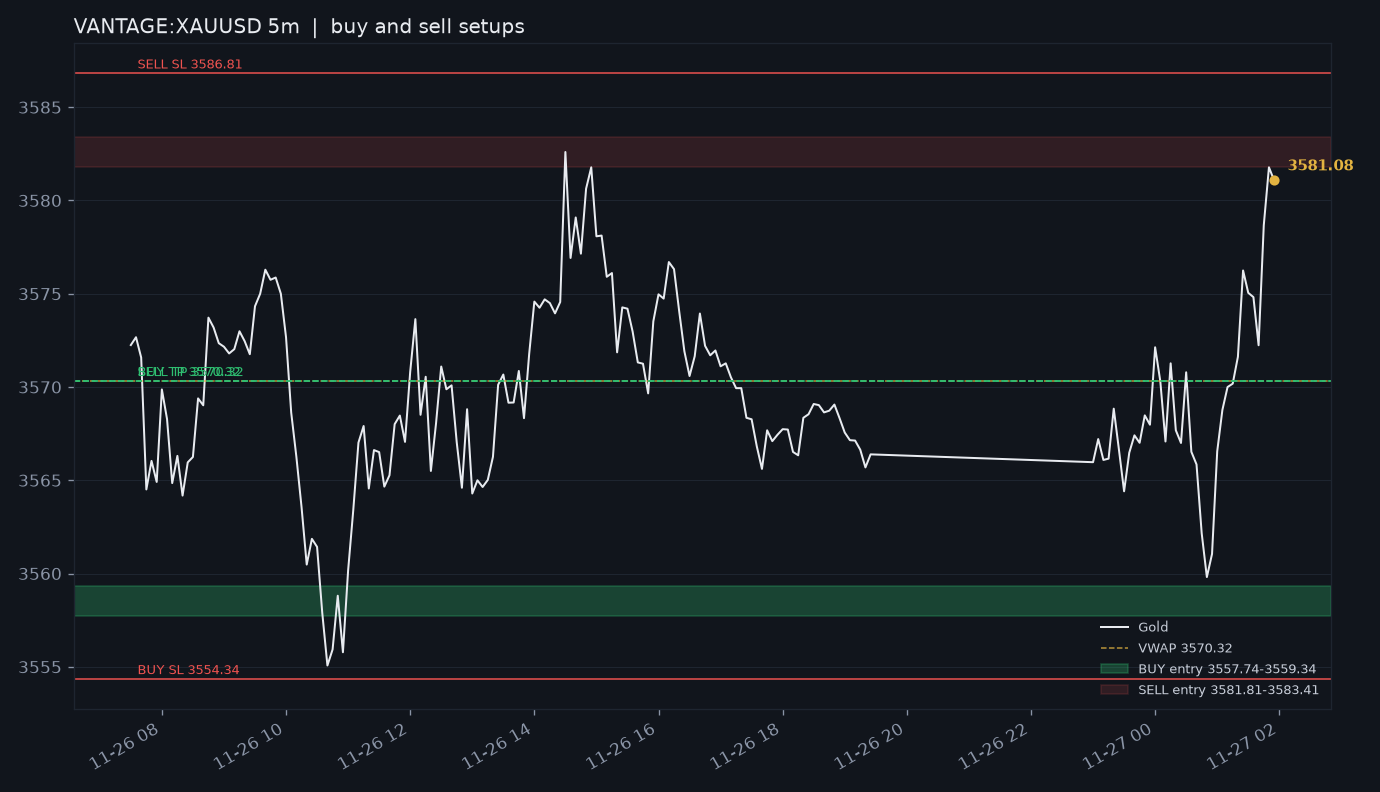 VANTAGE:XAUUSD 5m | buy and sell setups
SELL SL 3586.81
3585
3581.08
3580
3575
3570
3565
3560
3555
BUY SL 3554.34
Gold
VWAP 3570.32
BUY entry 3557.74-3559.34
SELL entry 3581.81-3583.41
11-26 08
11-26 10
11-26 12
11-26 14
11-26 16
11-26 18
11-26 20
11-26 22
11-27 00
11-27 02